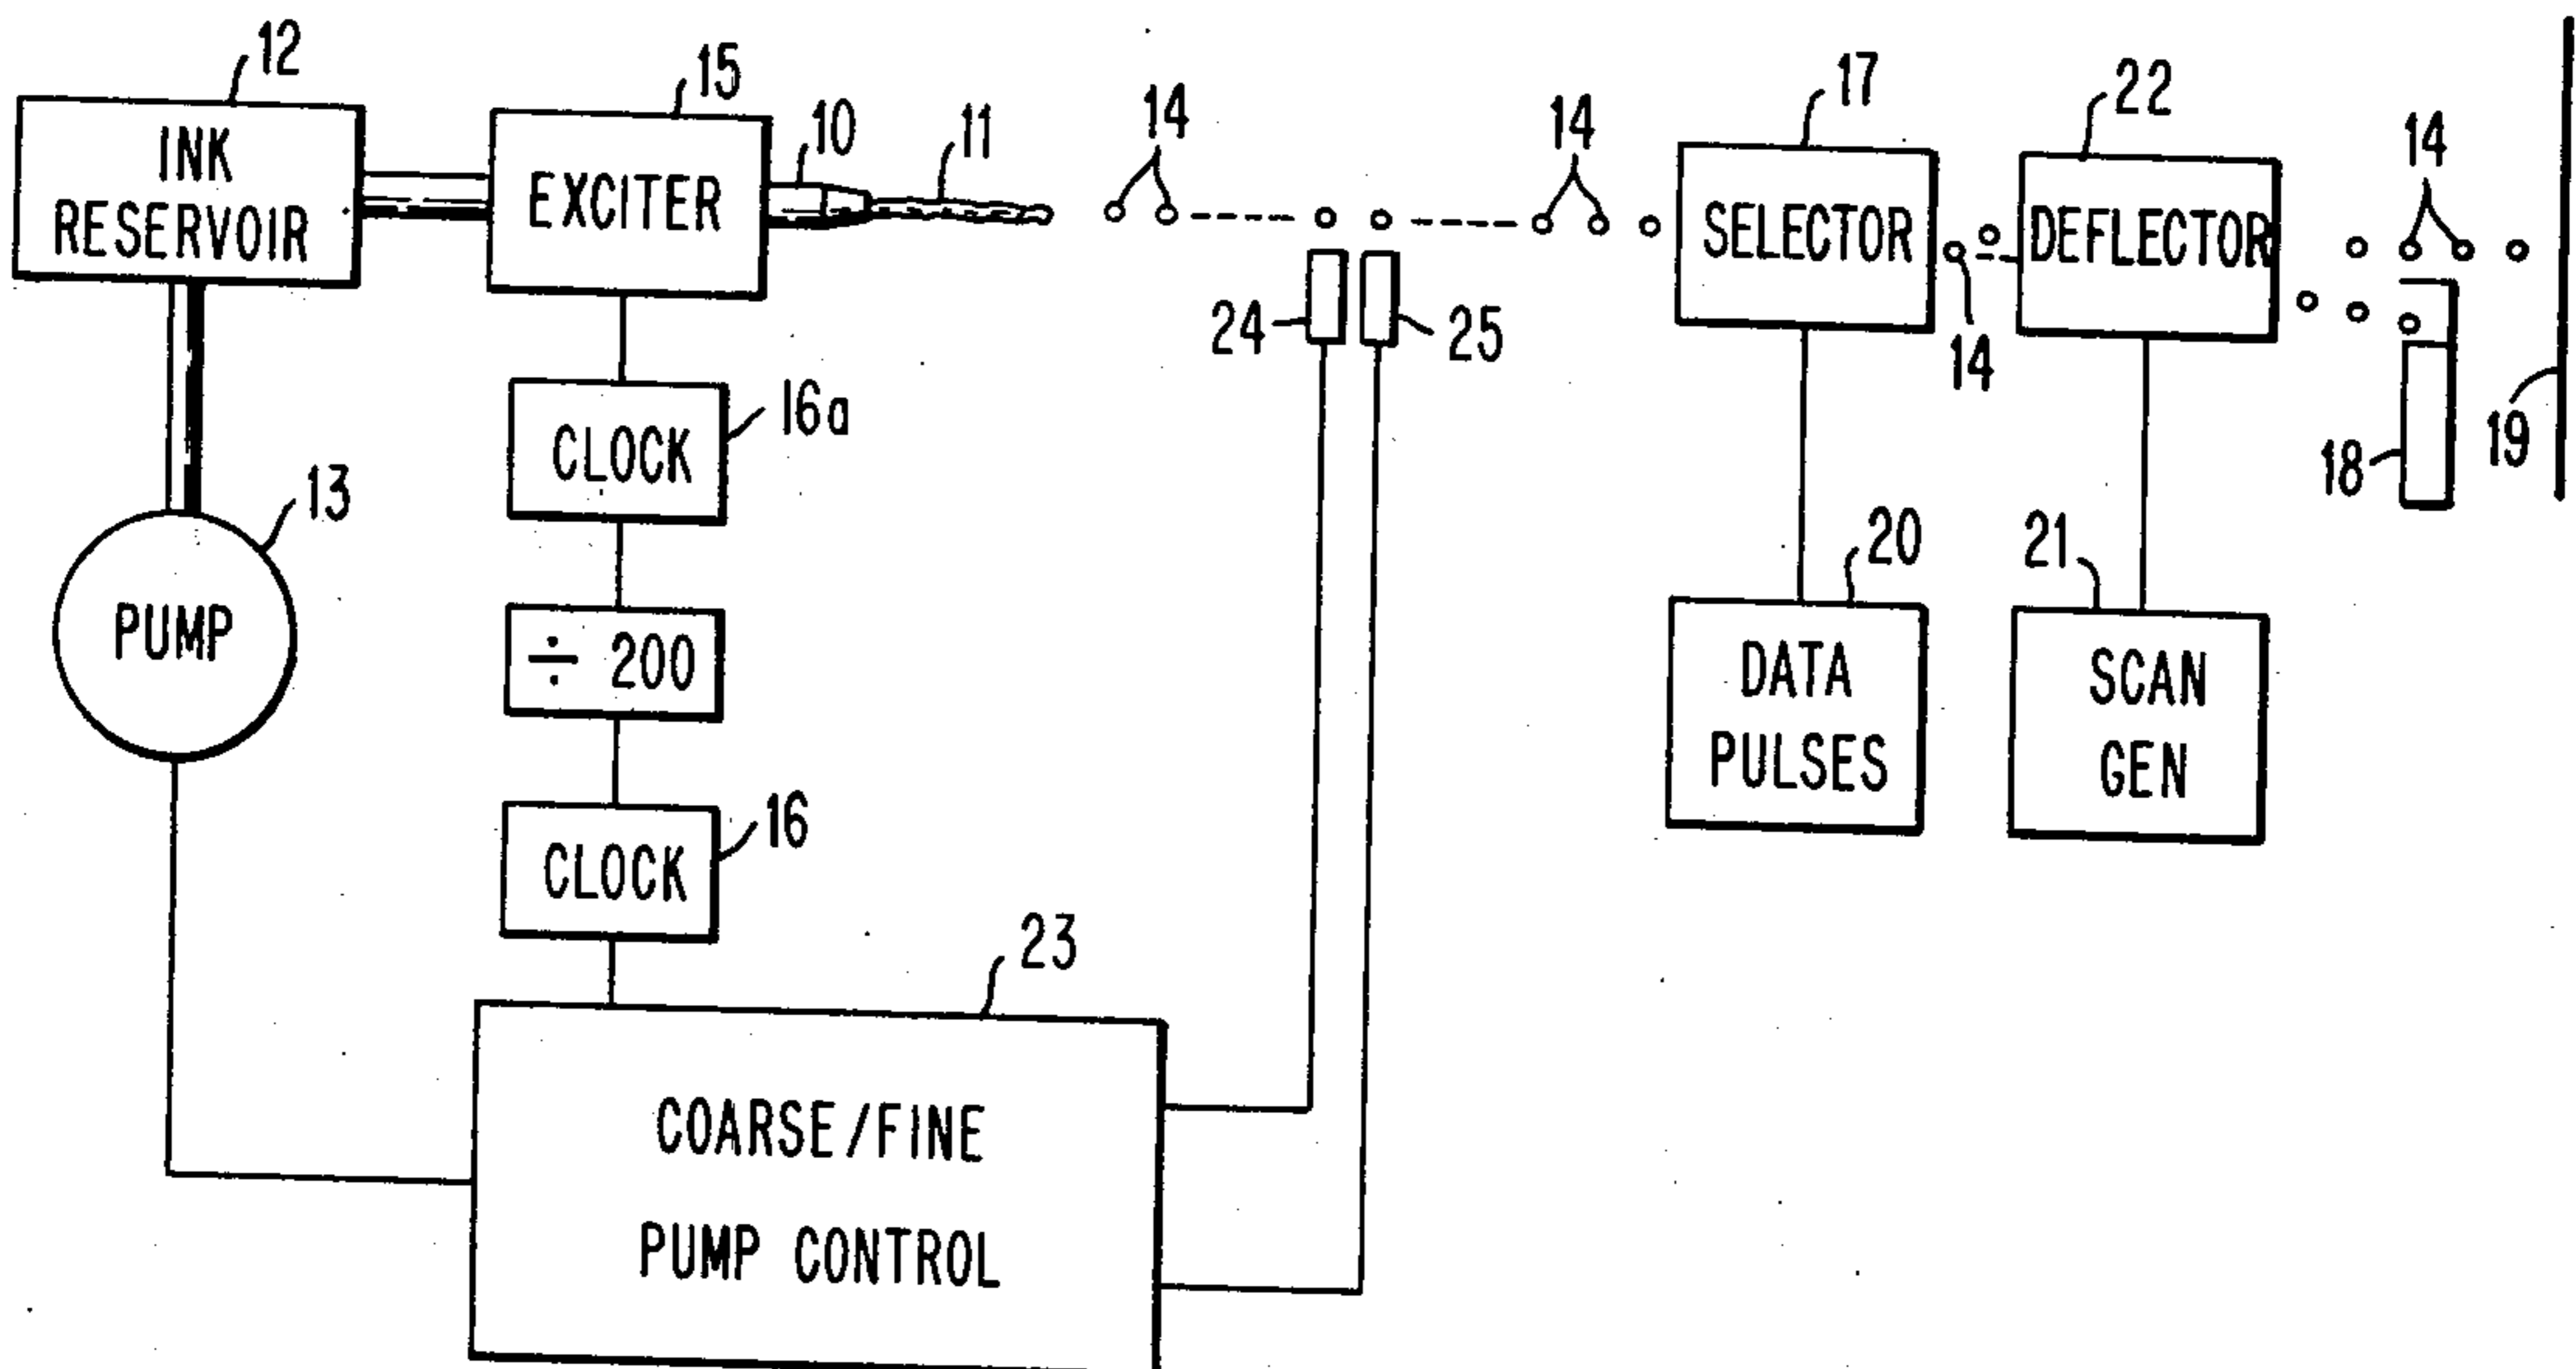 12
INK
RESERVOIR
15
EXCITER
10
11
14
14
17
SELECTOR
14
22
DEFLECTOR
14
24
25
18
19
CLOCK
16a
13
PUMP
÷ 200
20
DATA
PULSES
21
SCAN
GEN
CLOCK
16
23
COARSE/FINE
PUMP CONTROL